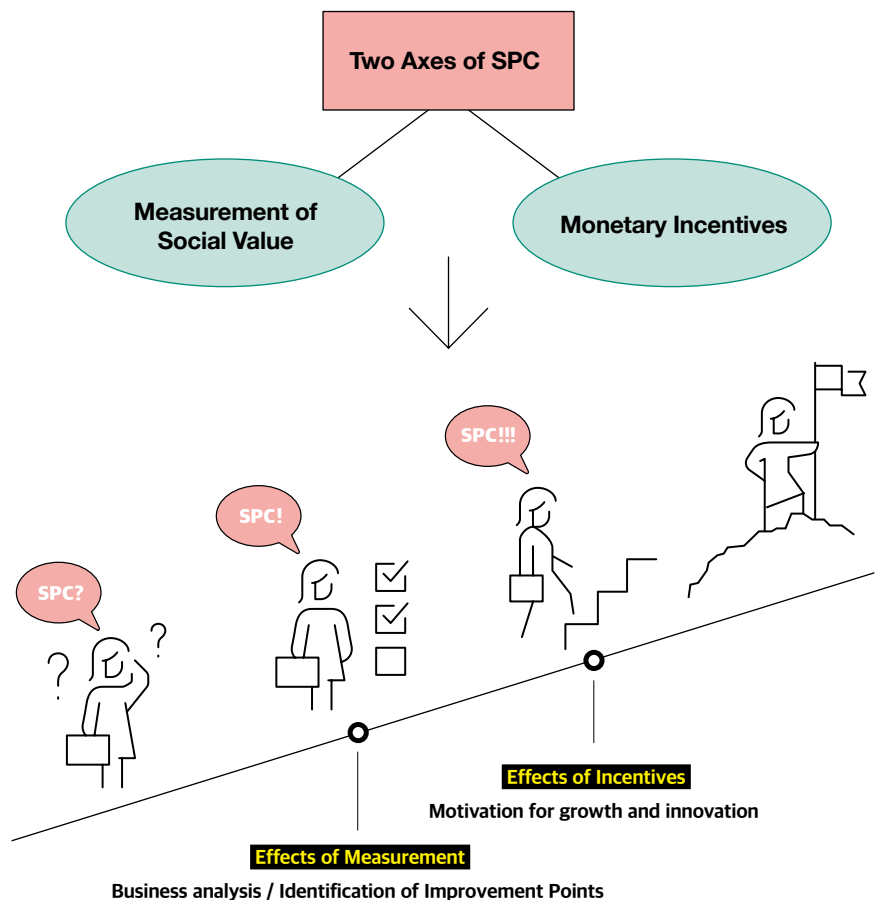 Two Axes of SPC
Measurement of
Social Value
Monetary Incentives
SPC!!!
SPC!
SPC?
?
?
Effects of Incentives
Motivation for growth and innovation
Effects of Measurement
Business analysis / Identification of Improvement Points